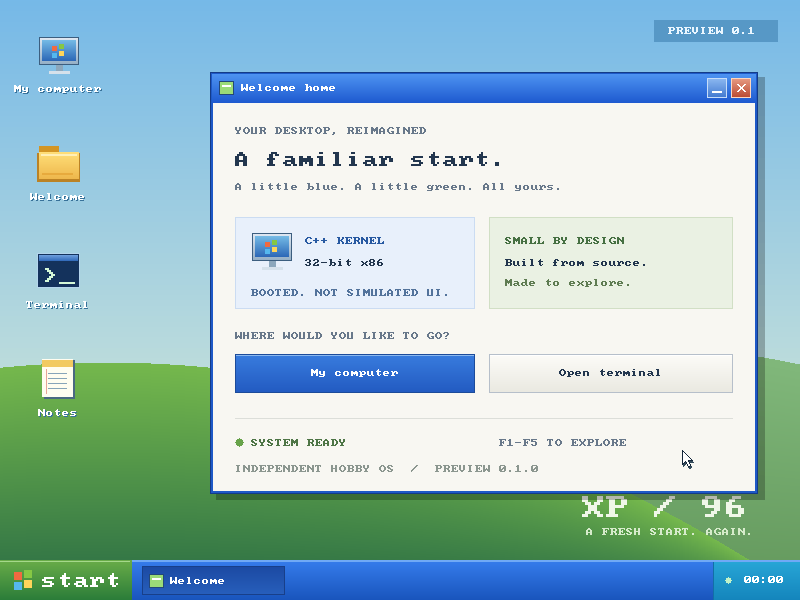 PREVIEW 0.1
My computer
Welcome
Terminal
Notes
Welcome home
YOUR DESKTOP, REIMAGINED
A familiar start.
A little blue. A little green. All yours.
C++ KERNEL
32-bit x86
BOOTED. NOT SIMULATED UI.
SMALL BY DESIGN
Built from source.
Made to explore.
WHERE WOULD YOU LIKE TO GO?
My computer
Open terminal
SYSTEM READY
F1-F5 TO EXPLORE
INDEPENDENT HOBBY OS / PREVIEW 0.1.0
XP / 96
A FRESH START. AGAIN.
start
Welcome
00:00